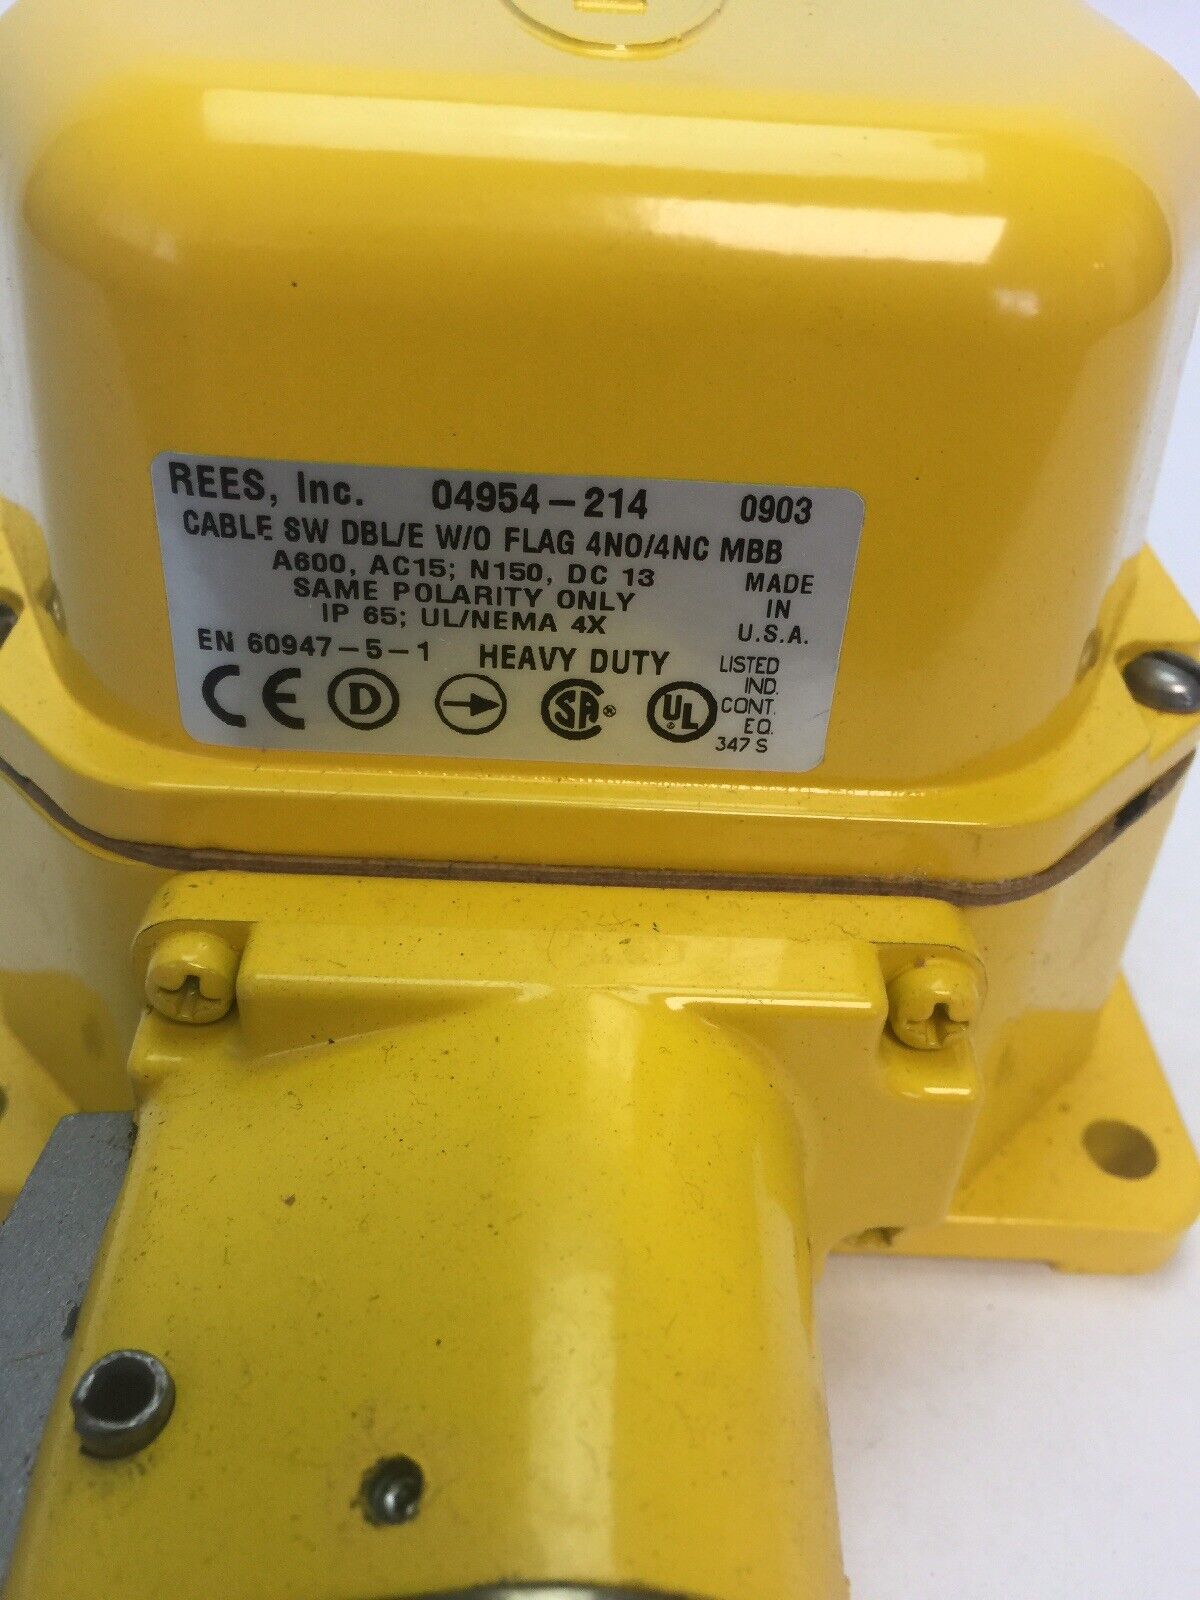 REES, Inc. 04954-214 0903
CABLE SW DBL/E W/O FLAG 4NO/4NC MBB
A600, AC15; N150, DC 13
SAME POLARITY ONLY
IP 65; UL/NEMA 4X
MADE
IN
U.S.A.
EN 60947-5-1 HEAVY DUTY
CE D SA ® UL ®
LISTED
IND.
CONT.
EQ.
347 S